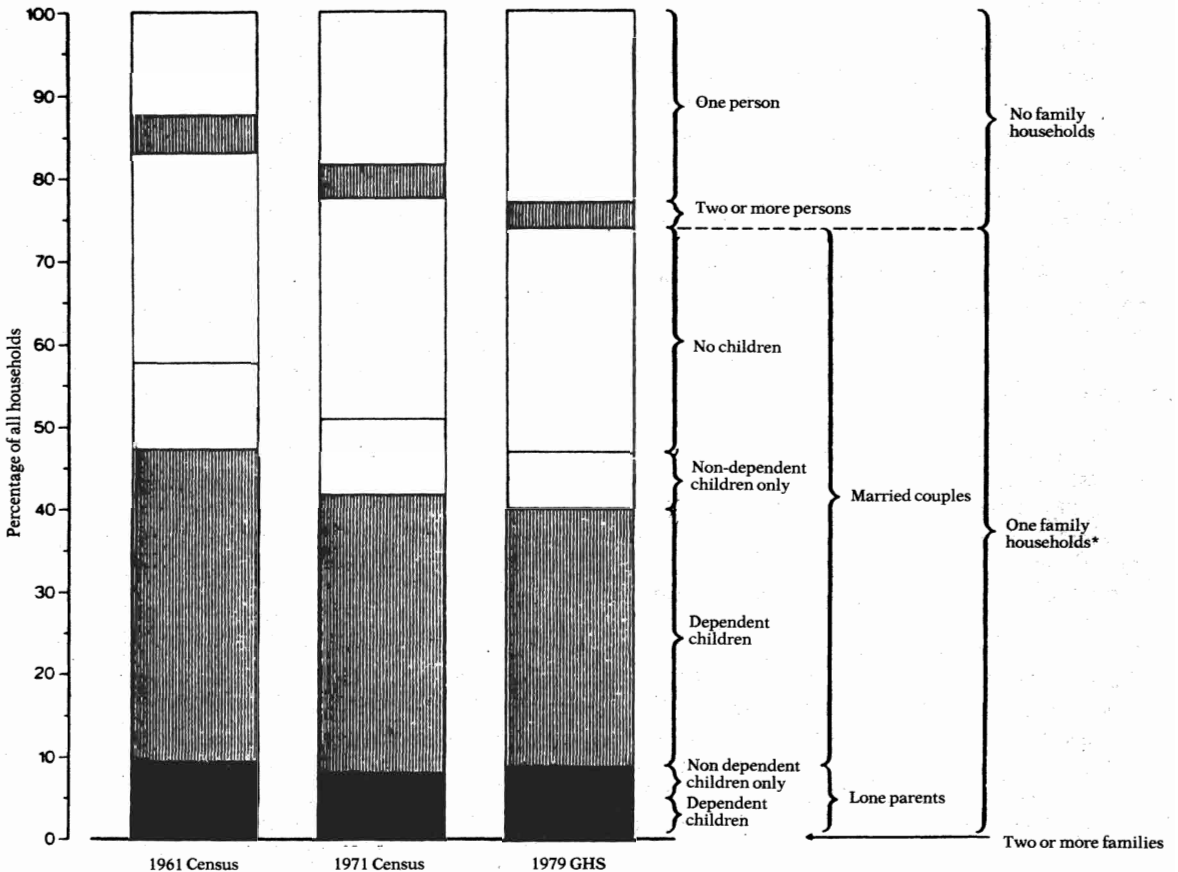 100
90
80
70
60
50
40
30
20
10
0
Percentage of all households
1961 Census
1971 Census
1979 GHS
One person
Two or more persons
No children
Non-dependent
children only
Dependent
children
Non dependent
children only
Dependent
children
Married couples
Lone parents
No family
households
One family
households*
Two or more families